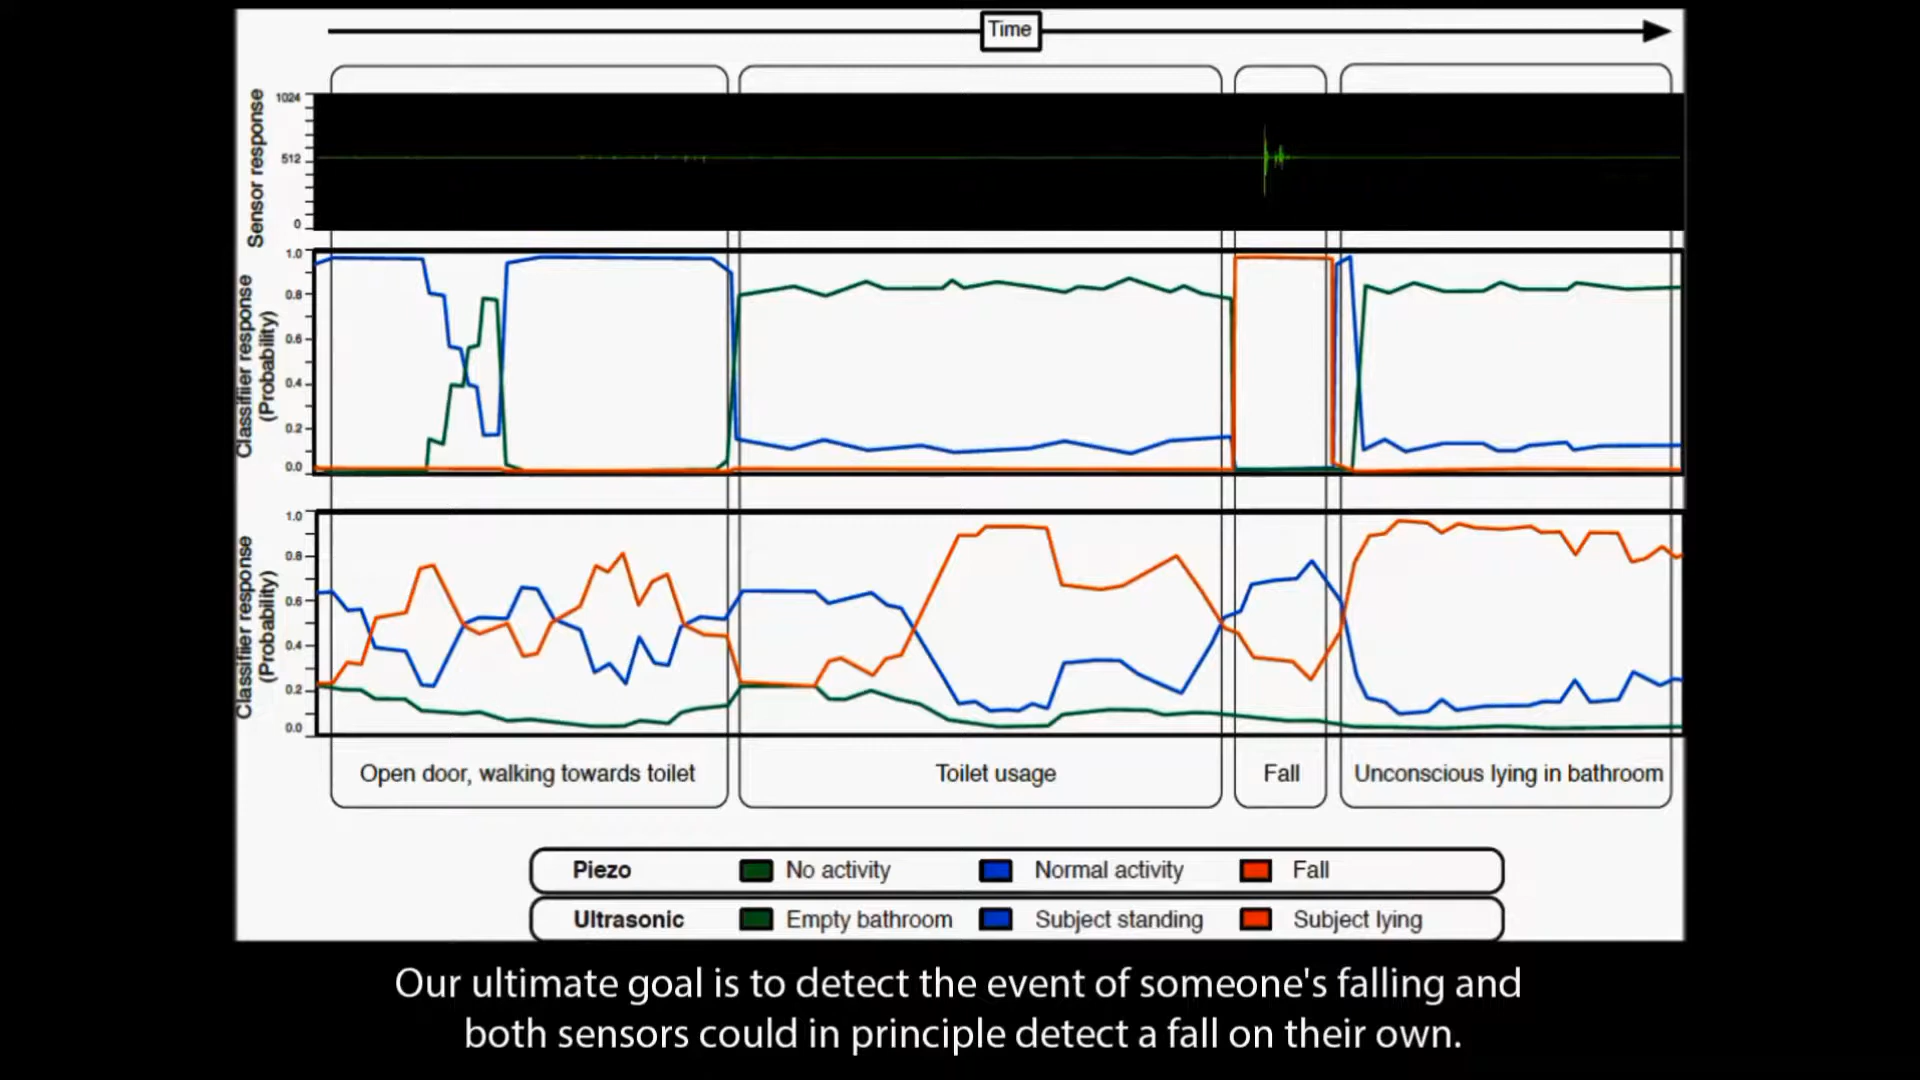 Time
Sensor response
1024
512
0
Classifiier response
(Probability)
1.0
0.8
0.6
0.4
0.2
0.0
Classifiier response
(Probability)
1.0
0.8
0.6
0.4
0.2
0.0
Open door, walking towards toilet
Toilet usage
Fall
Unconscious lying in bathroom
Piezo No activity Normal activity Fall
Ultrasonic Empty bathroom Subject standing Subject lying
Our ultimate goal is to detect the event of someone's falling and
both sensors could in principle detect a fall on their own.